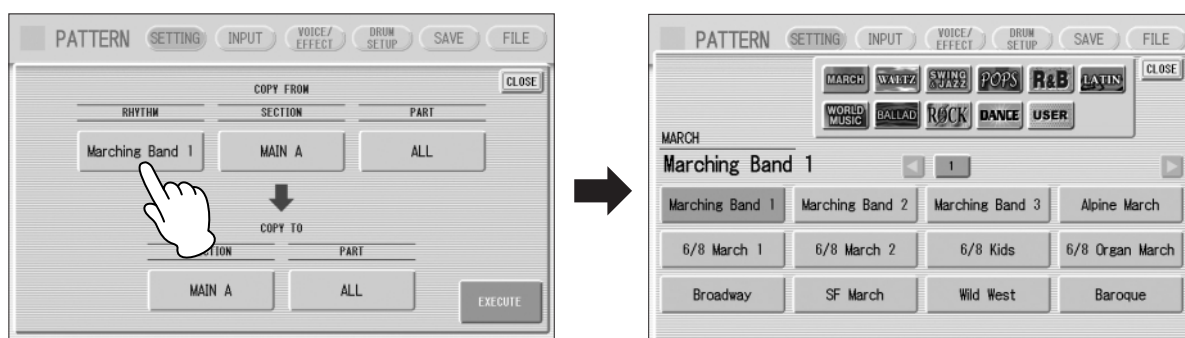 PATTERN SETTING INPUT VOICE/EFFECT DRUM SETUP SAVE FILE
CLOSE
COPY FROM
RHYTHM SECTION PART
Marching Band 1 MAIN A ALL
COPY TO
PART
MAIN A ALL
EXECUTE
PATTERN SETTING INPUT VOICE/EFFECT DRUM SETUP SAVE FILE
MARCH WALTZ SWING & JAZZ POPS R&B LATIN CLOSE
WORLD MUSIC BALLAD ROCK DANCE USER
MARCH
Marching Band 1 1
Marching Band 1 Marching Band 2 Marching Band 3 Alpine March
6/8 March 1 6/8 March 2 6/8 Kids 6/8 Organ March
Broadway SF March Wild West Baroque